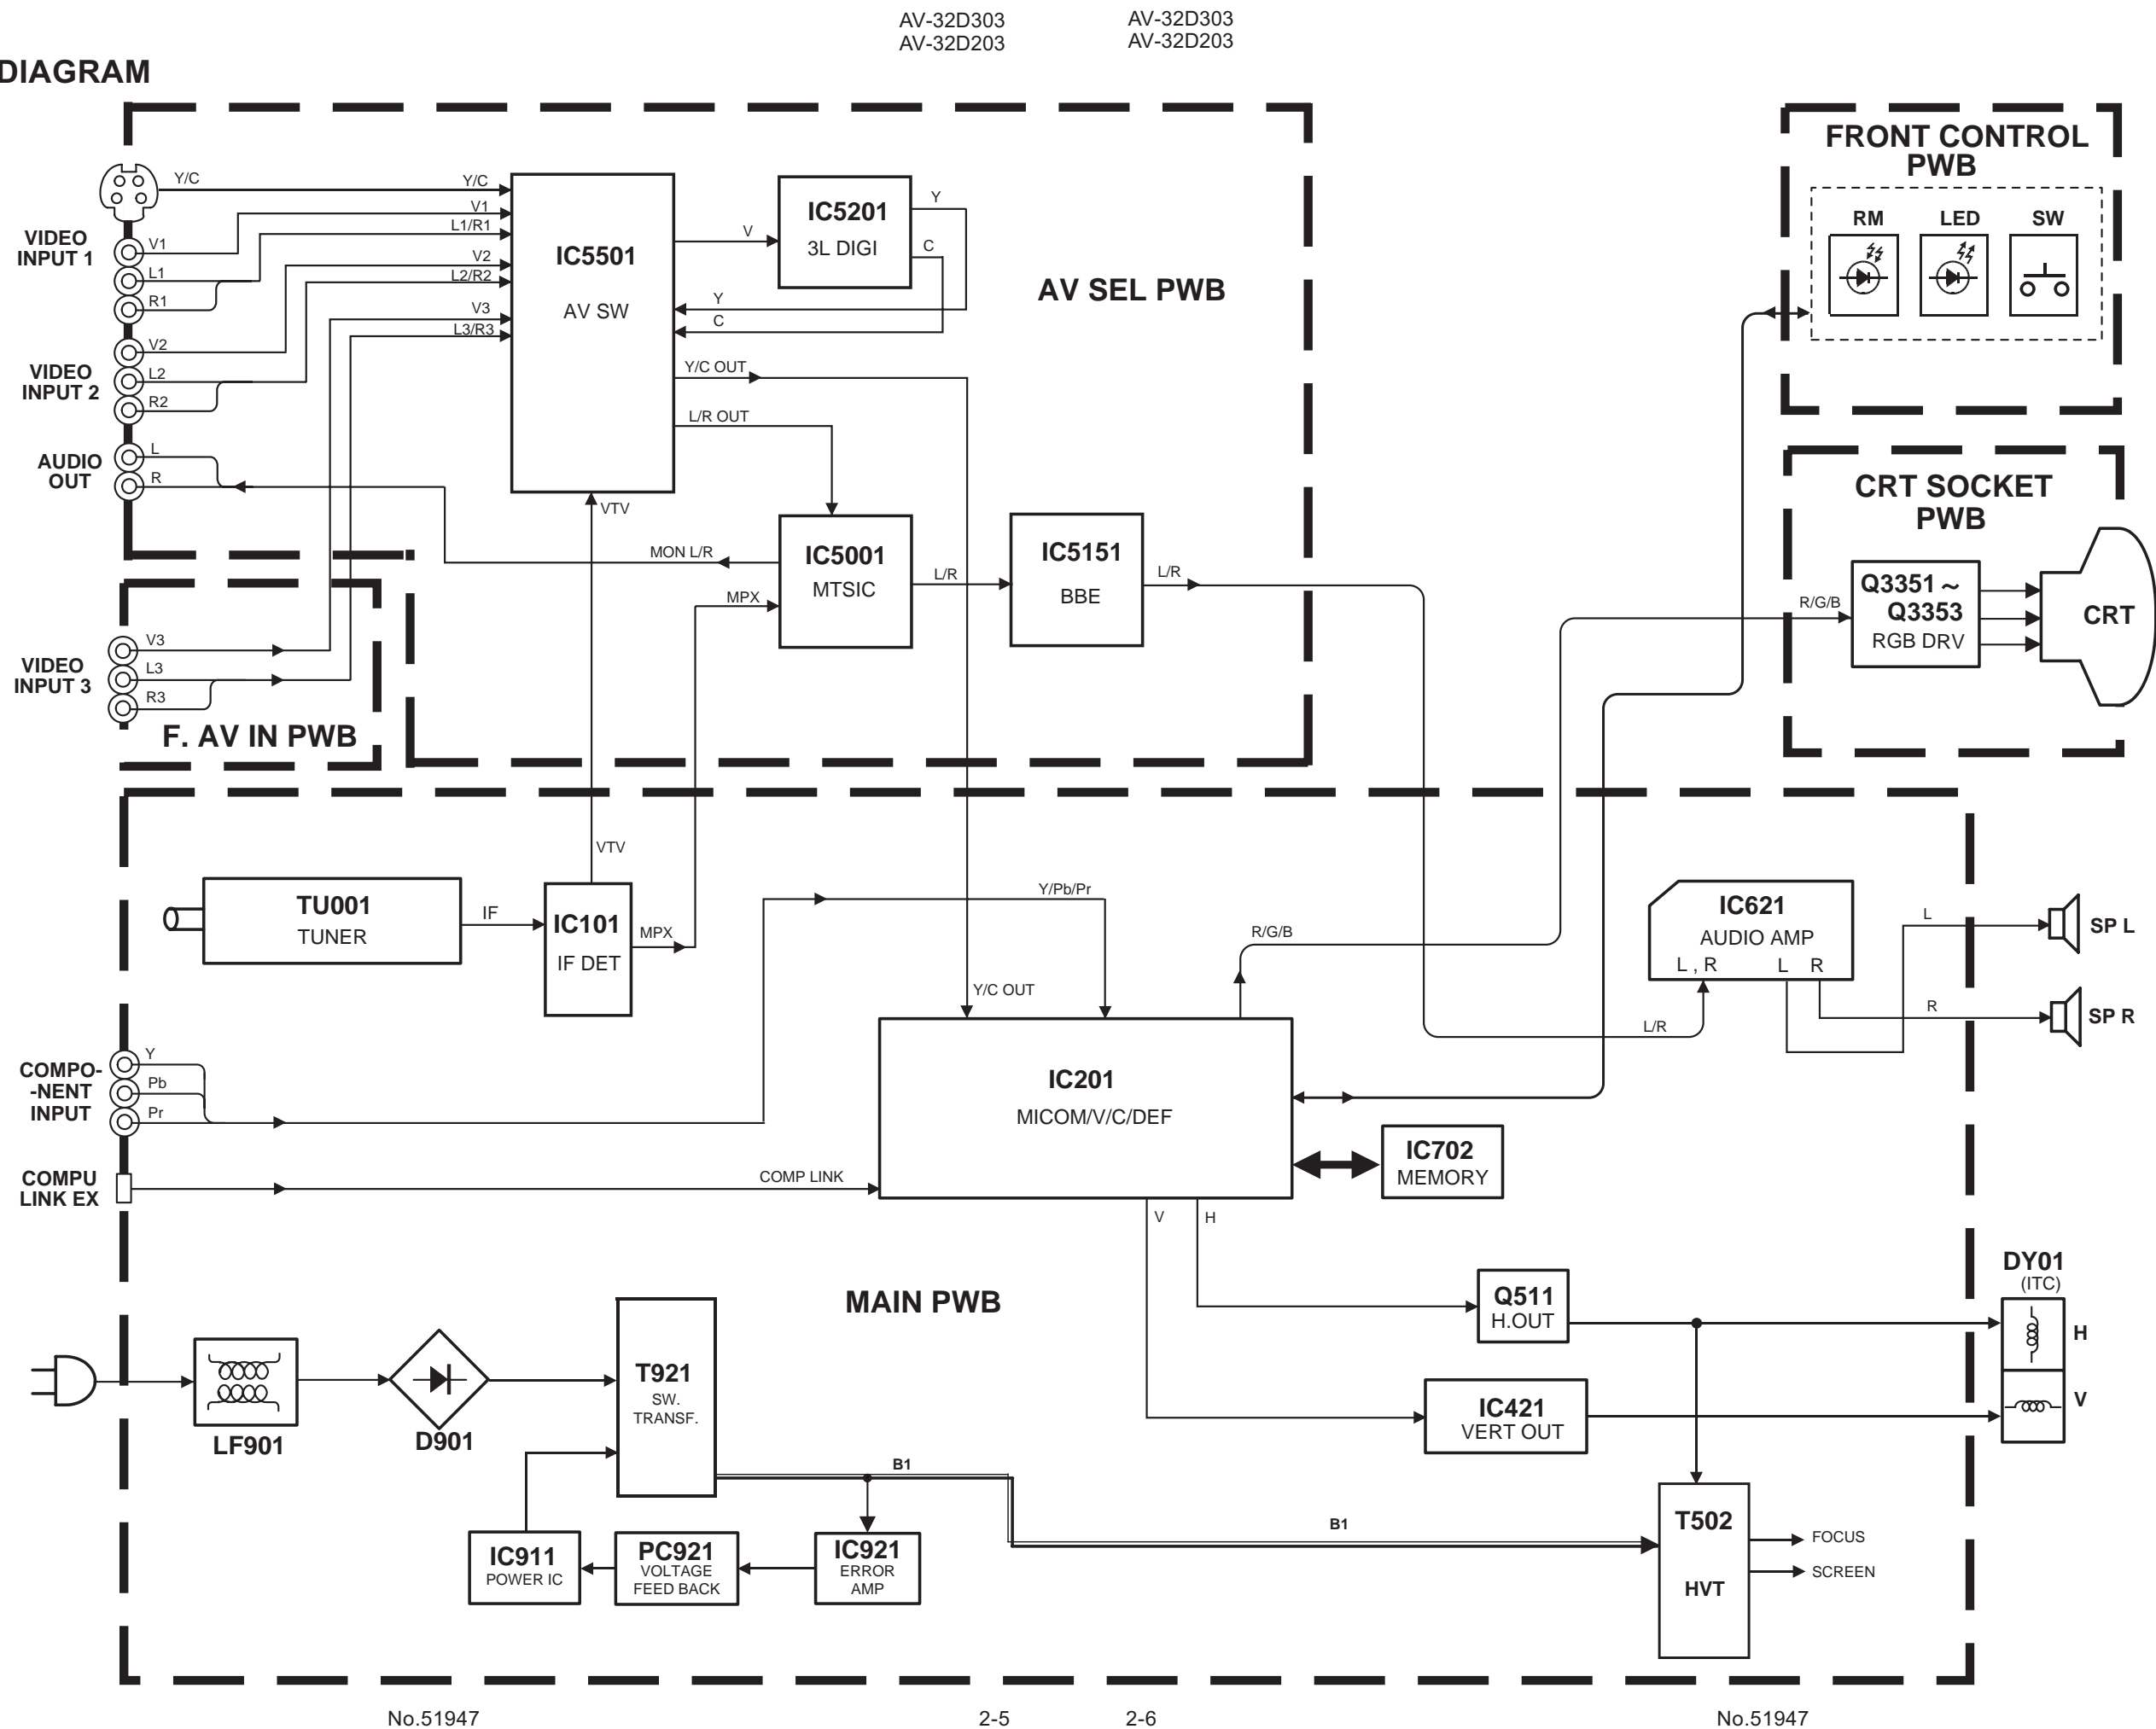 AV-32D303
AV-32D203
AV-32D303
AV-32D203
DIAGRAM
VIDEO
INPUT 1
Y/C
V1
L1
R1
VIDEO
INPUT 2
V2
L2
R2
AUDIO
OUT
L
R
VIDEO
INPUT 3
V3
L3
R3
F. AV IN PWB
Y/C
V1
L1/R1
V2
L2/R2
V3
L3/R3
IC5501
AV SW
V
IC5201
3L DIGI
Y
C
Y
C
Y/C OUT
L/R OUT
VTV
AV SEL PWB
MON L/R
MPX
IC5001
MTSIC
L/R
IC5151
BBE
L/R
FRONT CONTROL
PWB
RM
LED
SW
CRT SOCKET
PWB
R/G/B
Q3351 ~
Q3353
RGB DRV
CRT
TU001
TUNER
IF
IC101
IF DET
VTV
MPX
Y/Pb/Pr
Y/C OUT
R/G/B
L/R
IC621
AUDIO AMP
L , R
L
R
L
R
SP L
SP R
COMPO-
-NENT
INPUT
Y
Pb
Pr
COMPU
LINK EX
COMP LINK
IC201
MICOM/V/C/DEF
IC702
MEMORY
V
H
MAIN PWB
Q511
H.OUT
IC421
VERT OUT
DY01
(ITC)
H
V
LF901
D901
T921
SW.
TRANSF.
B1
B1
IC911
POWER IC
PC921
VOLTAGE
FEED BACK
IC921
ERROR
AMP
T502
HVT
FOCUS
SCREEN
No.51947
2-5
2-6
No.51947